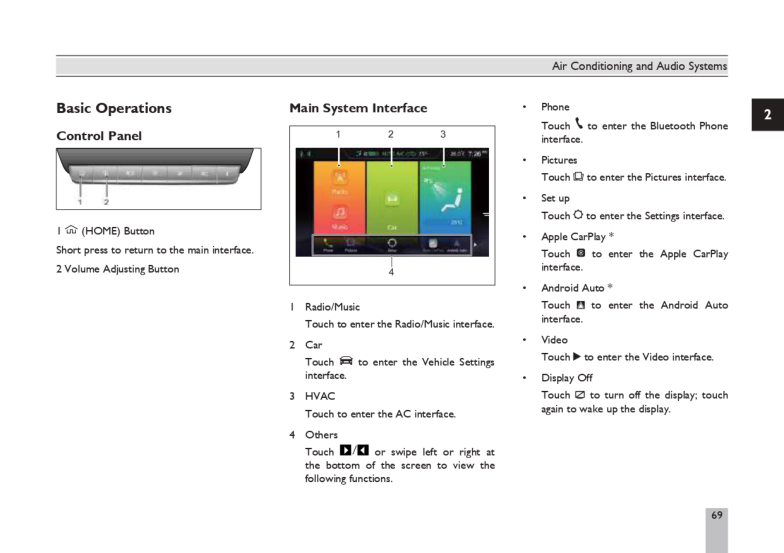 Air Conditioning and Audio Systems
2
Basic Operations
Control Panel
1 2
1 (HOME) Button
Short press to return to the main interface.
2 Volume Adjusting Button
Main System Interface
1 2 3
Radio
Music
Car
4
1 Radio/Music
Touch to enter the Radio/Music interface.
2 Car
Touch to enter the Vehicle Settings
interface.
3 HVAC
Touch to enter the AC interface.
4 Others
Touch / or swipe left or right at
the bottom of the screen to view the
following functions.
• Phone
Touch to enter the Bluetooth Phone
interface.
• Pictures
Touch to enter the Pictures interface.
• Set up
Touch to enter the Settings interface.
• Apple CarPlay *
Touch to enter the Apple CarPlay
interface.
• Android Auto *
Touch to enter the Android Auto
interface.
• Video
Touch to enter the Video interface.
• Display Off
Touch to turn off the display; touch
again to wake up the display.
69